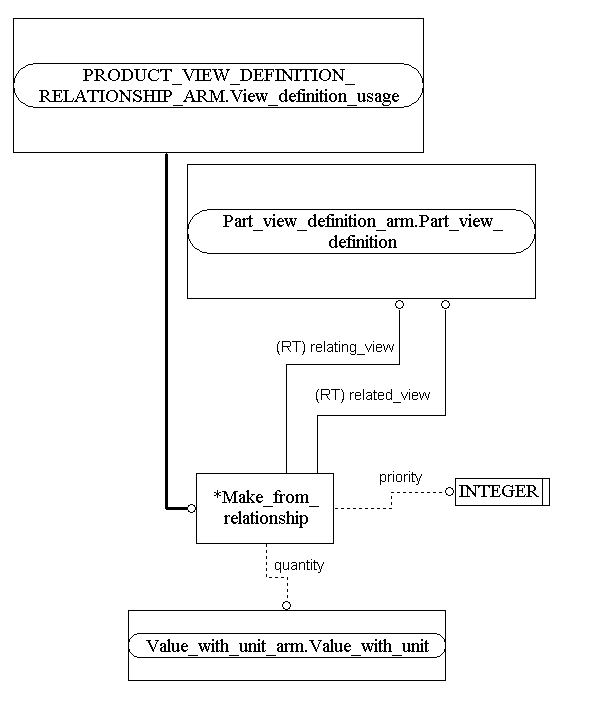 PRODUCT_VIEW_DEFINITION_
RELATIONSHIP_ARM.View_definition_usage
Part_view_definition_arm.Part_view_
definition
(RT) relating_view
(RT) related_view
priority
INTEGER
*Make_from_
relationship
quantity
Value_with_unit_arm.Value_with_unit